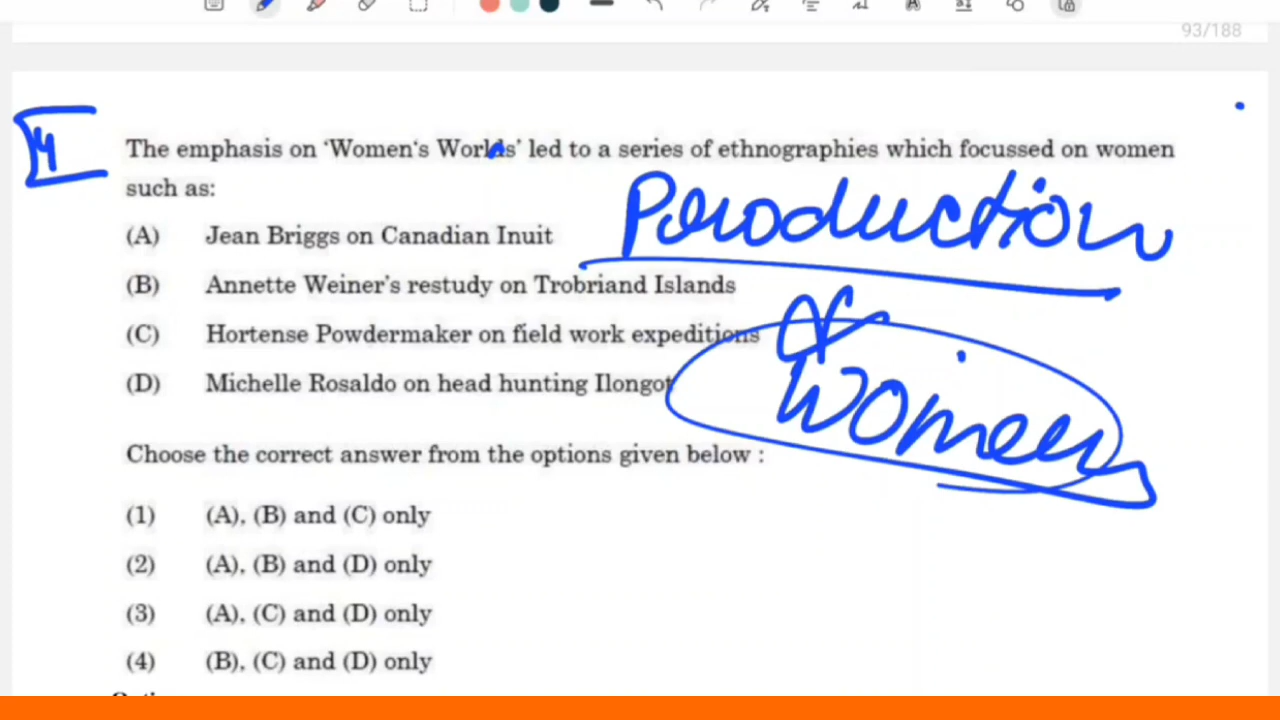 93/188
The emphasis on 'Women's Worlds' led to a series of ethnographies which focussed on women
such as:
(A) Jean Briggs on Canadian Inuit
Production
(B) Annette Weiner's restudy on Trobriand Islands
(C) Hortense Powdermaker on field work expeditions
of
(D) Michelle Rosaldo on head hunting Ilongot
Women
Choose the correct answer from the options given below :
(1) (A), (B) and (C) only
(2) (A), (B) and (D) only
(3) (A), (C) and (D) only
(4) (B), (C) and (D) only